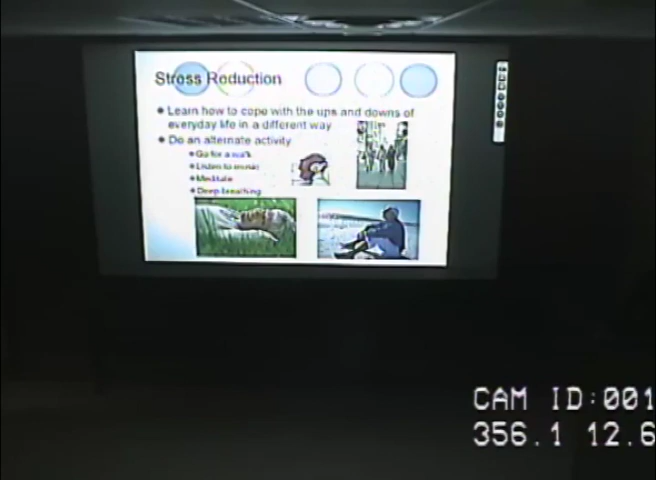 Stress Reduction
Learn how to cope with the ups and downs of
everyday life in a different way
Do an alternate activity
Go for a walk
Listen to music
Meditate
Deep breathing
CAM ID:001
356.1 12.6